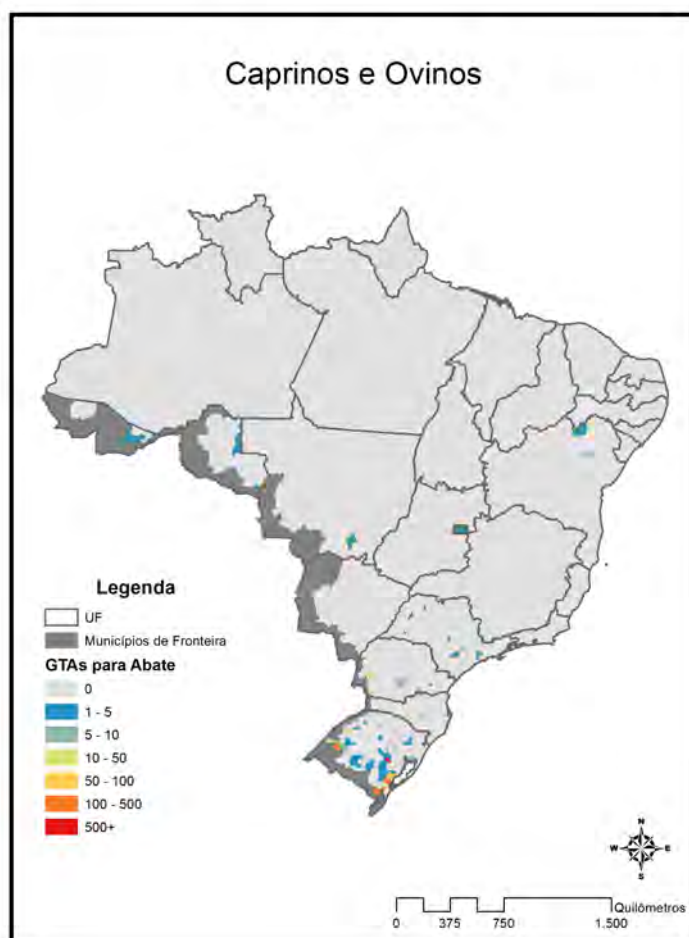 Caprinos e Ovinos
Legenda
UF
Municípios de Fronteira
GTAs para Abate
0
1 - 5
5 - 10
10 - 50
50 - 100
100 - 500
500+
N
W E
S
Quilômetros
0 375 750 1.500